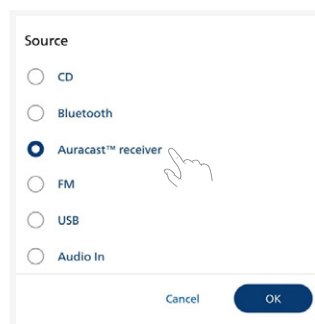 Source
CD
Bluetooth
Auracast™ receiver
FM
USB
Audio In
Cancel OK